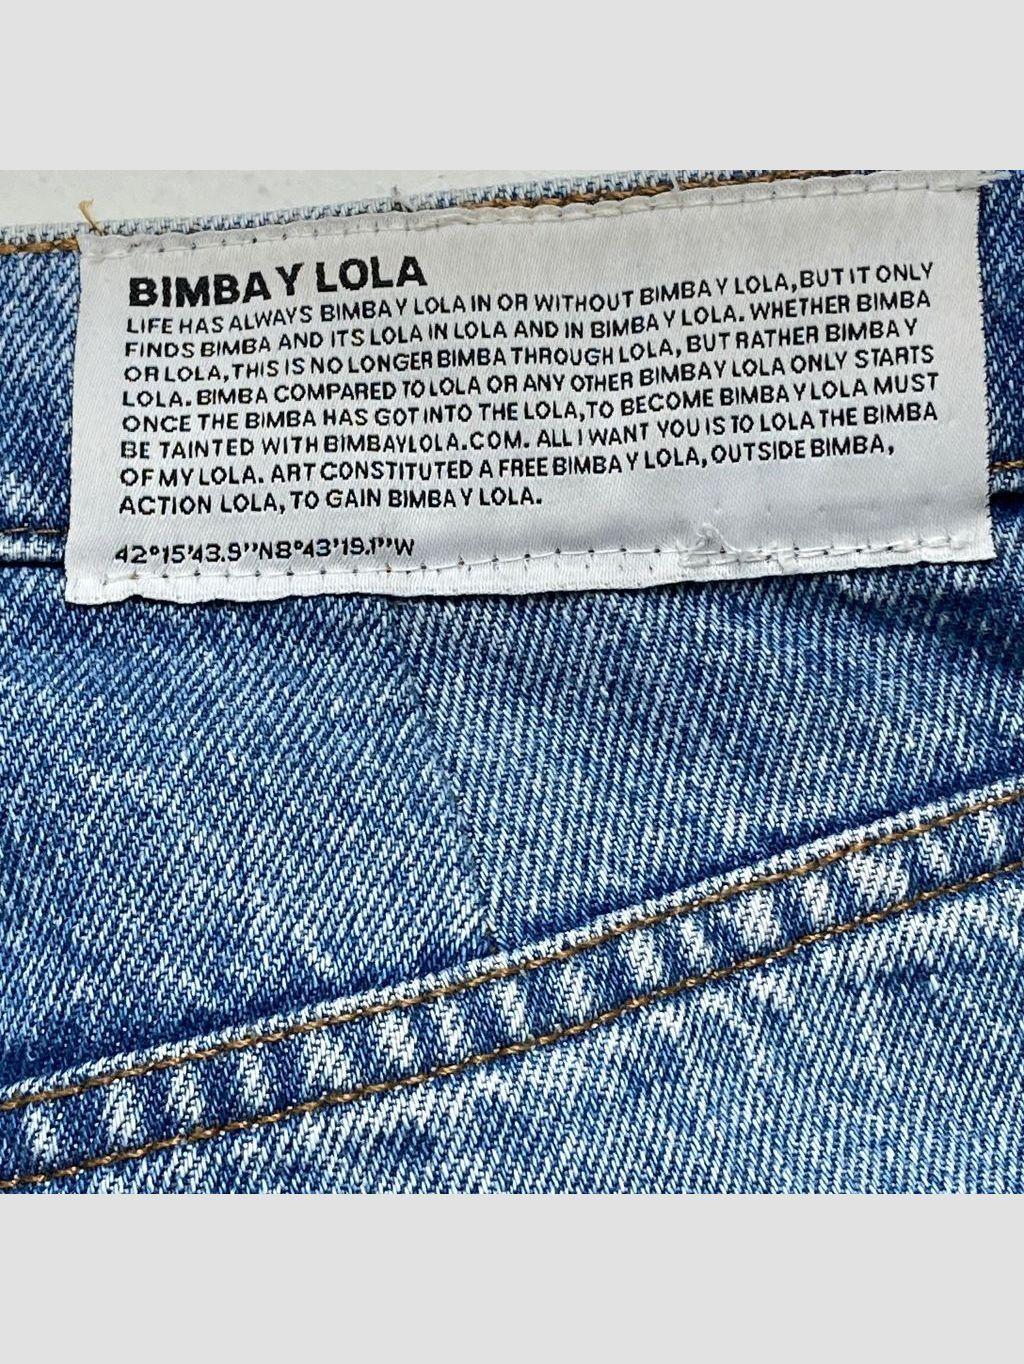 BIMBA Y LOLA
LIFE HAS ALWAYS BIMBA Y LOLA IN OR WITHOUT BIMBA Y LOLA, BUT IT ONLY
FINDS BIMBA AND ITS LOLA IN LOLA AND IN BIMBA Y LOLA. WHETHER BIMBA
OR LOLA, THIS IS NO LONGER BIMBA THROUGH LOLA, BUT RATHER BIMBA Y
LOLA. BIMBA COMPARED TO LOLA OR ANY OTHER BIMBA Y LOLA ONLY STARTS
ONCE THE BIMBA HAS GOT INTO THE LOLA, TO BECOME BIMBA Y LOLA MUST
BE TAINTED WITH BIMBAYLOLA.COM. ALL I WANT YOU IS TO LOLA THE BIMBA
OF MY LOLA. ART CONSTITUTED A FREE BIMBA Y LOLA, OUTSIDE BIMBA,
ACTION LOLA, TO GAIN BIMBA Y LOLA.
42°15'43.9"N8°43'19.1"W